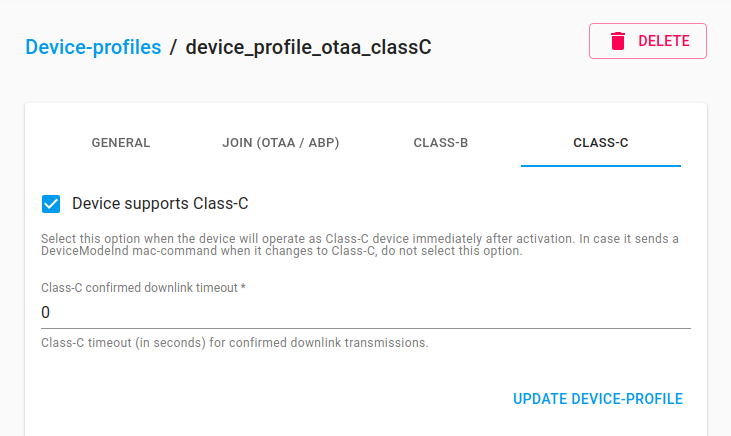 Device-profiles / device_profile_otaa_classC
DELETE
GENERAL JOIN (OTAA / ABP) CLASS-B CLASS-C
Device supports Class-C
Select this option when the device will operate as Class-C device immediately after activation. In case it sends a
DeviceModeInd mac-command when it changes to Class-C, do not select this option.
Class-C confirmed downlink timeout *
0
Class-C timeout (in seconds) for confirmed downlink transmissions.
UPDATE DEVICE-PROFILE